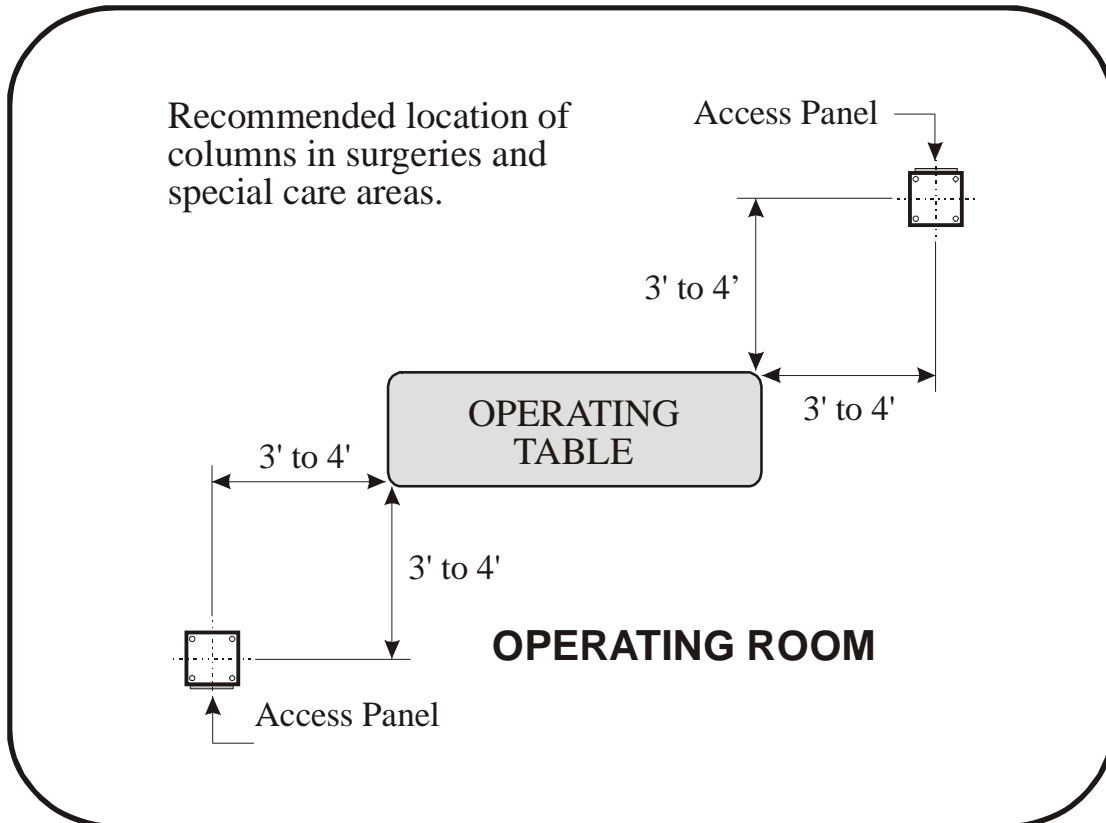 Recommended location of
columns in surgeries and
special care areas.
Access Panel
3' to 4’
3' to 4'
OPERATING
TABLE
3' to 4'
3' to 4'
OPERATING ROOM
Access Panel